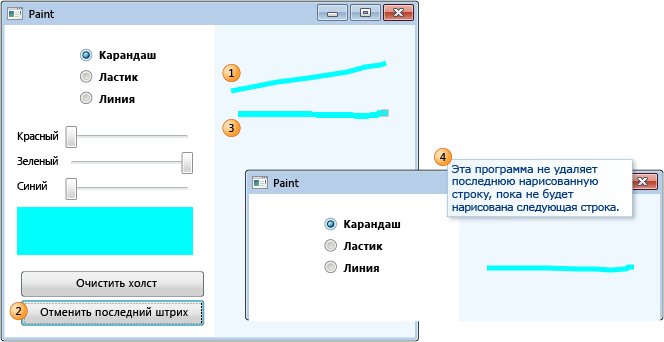 Paint
Карандаш
Ластик
Линия
Красный
Зеленый
Синий
Очистить холст
2
Отменить последний штрих
1
3
4
Эта программа не удаляет
последнюю нарисованную
строку, пока не будет
нарисована следующая строка.
Paint
Карандаш
Ластик
Линия